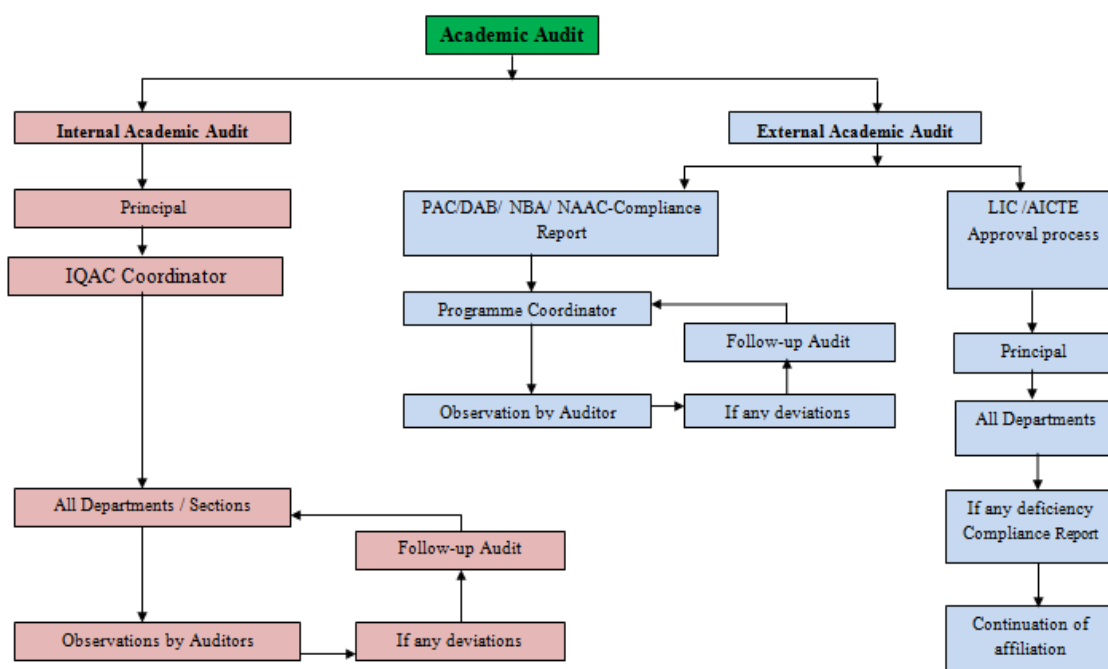 Academic Audit
Internal Academic Audit
External Academic Audit
Principal
PAC/DAB/ NBA/ NAAC-Compliance
Report
LIC /AICTE
Approval process
IQAC Coordinator
Programme Coordinator
Follow-up Audit
Principal
Observation by Auditor
If any deviations
All Departments
All Departments / Sections
If any deficiency
Compliance Report
Follow-up Audit
Observations by Auditors
If any deviations
Continuation of
affiliation